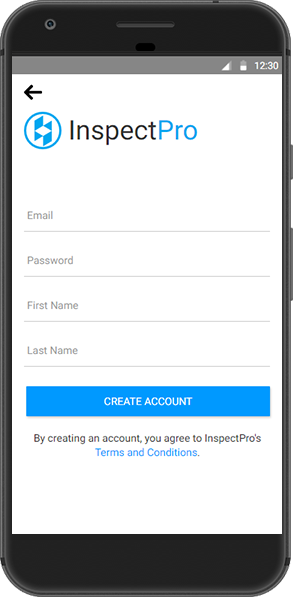 12:30
InspectPro
Email
Password
First Name
Last Name
CREATE ACCOUNT
By creating an account, you agree to InspectPro's
Terms and Conditions.